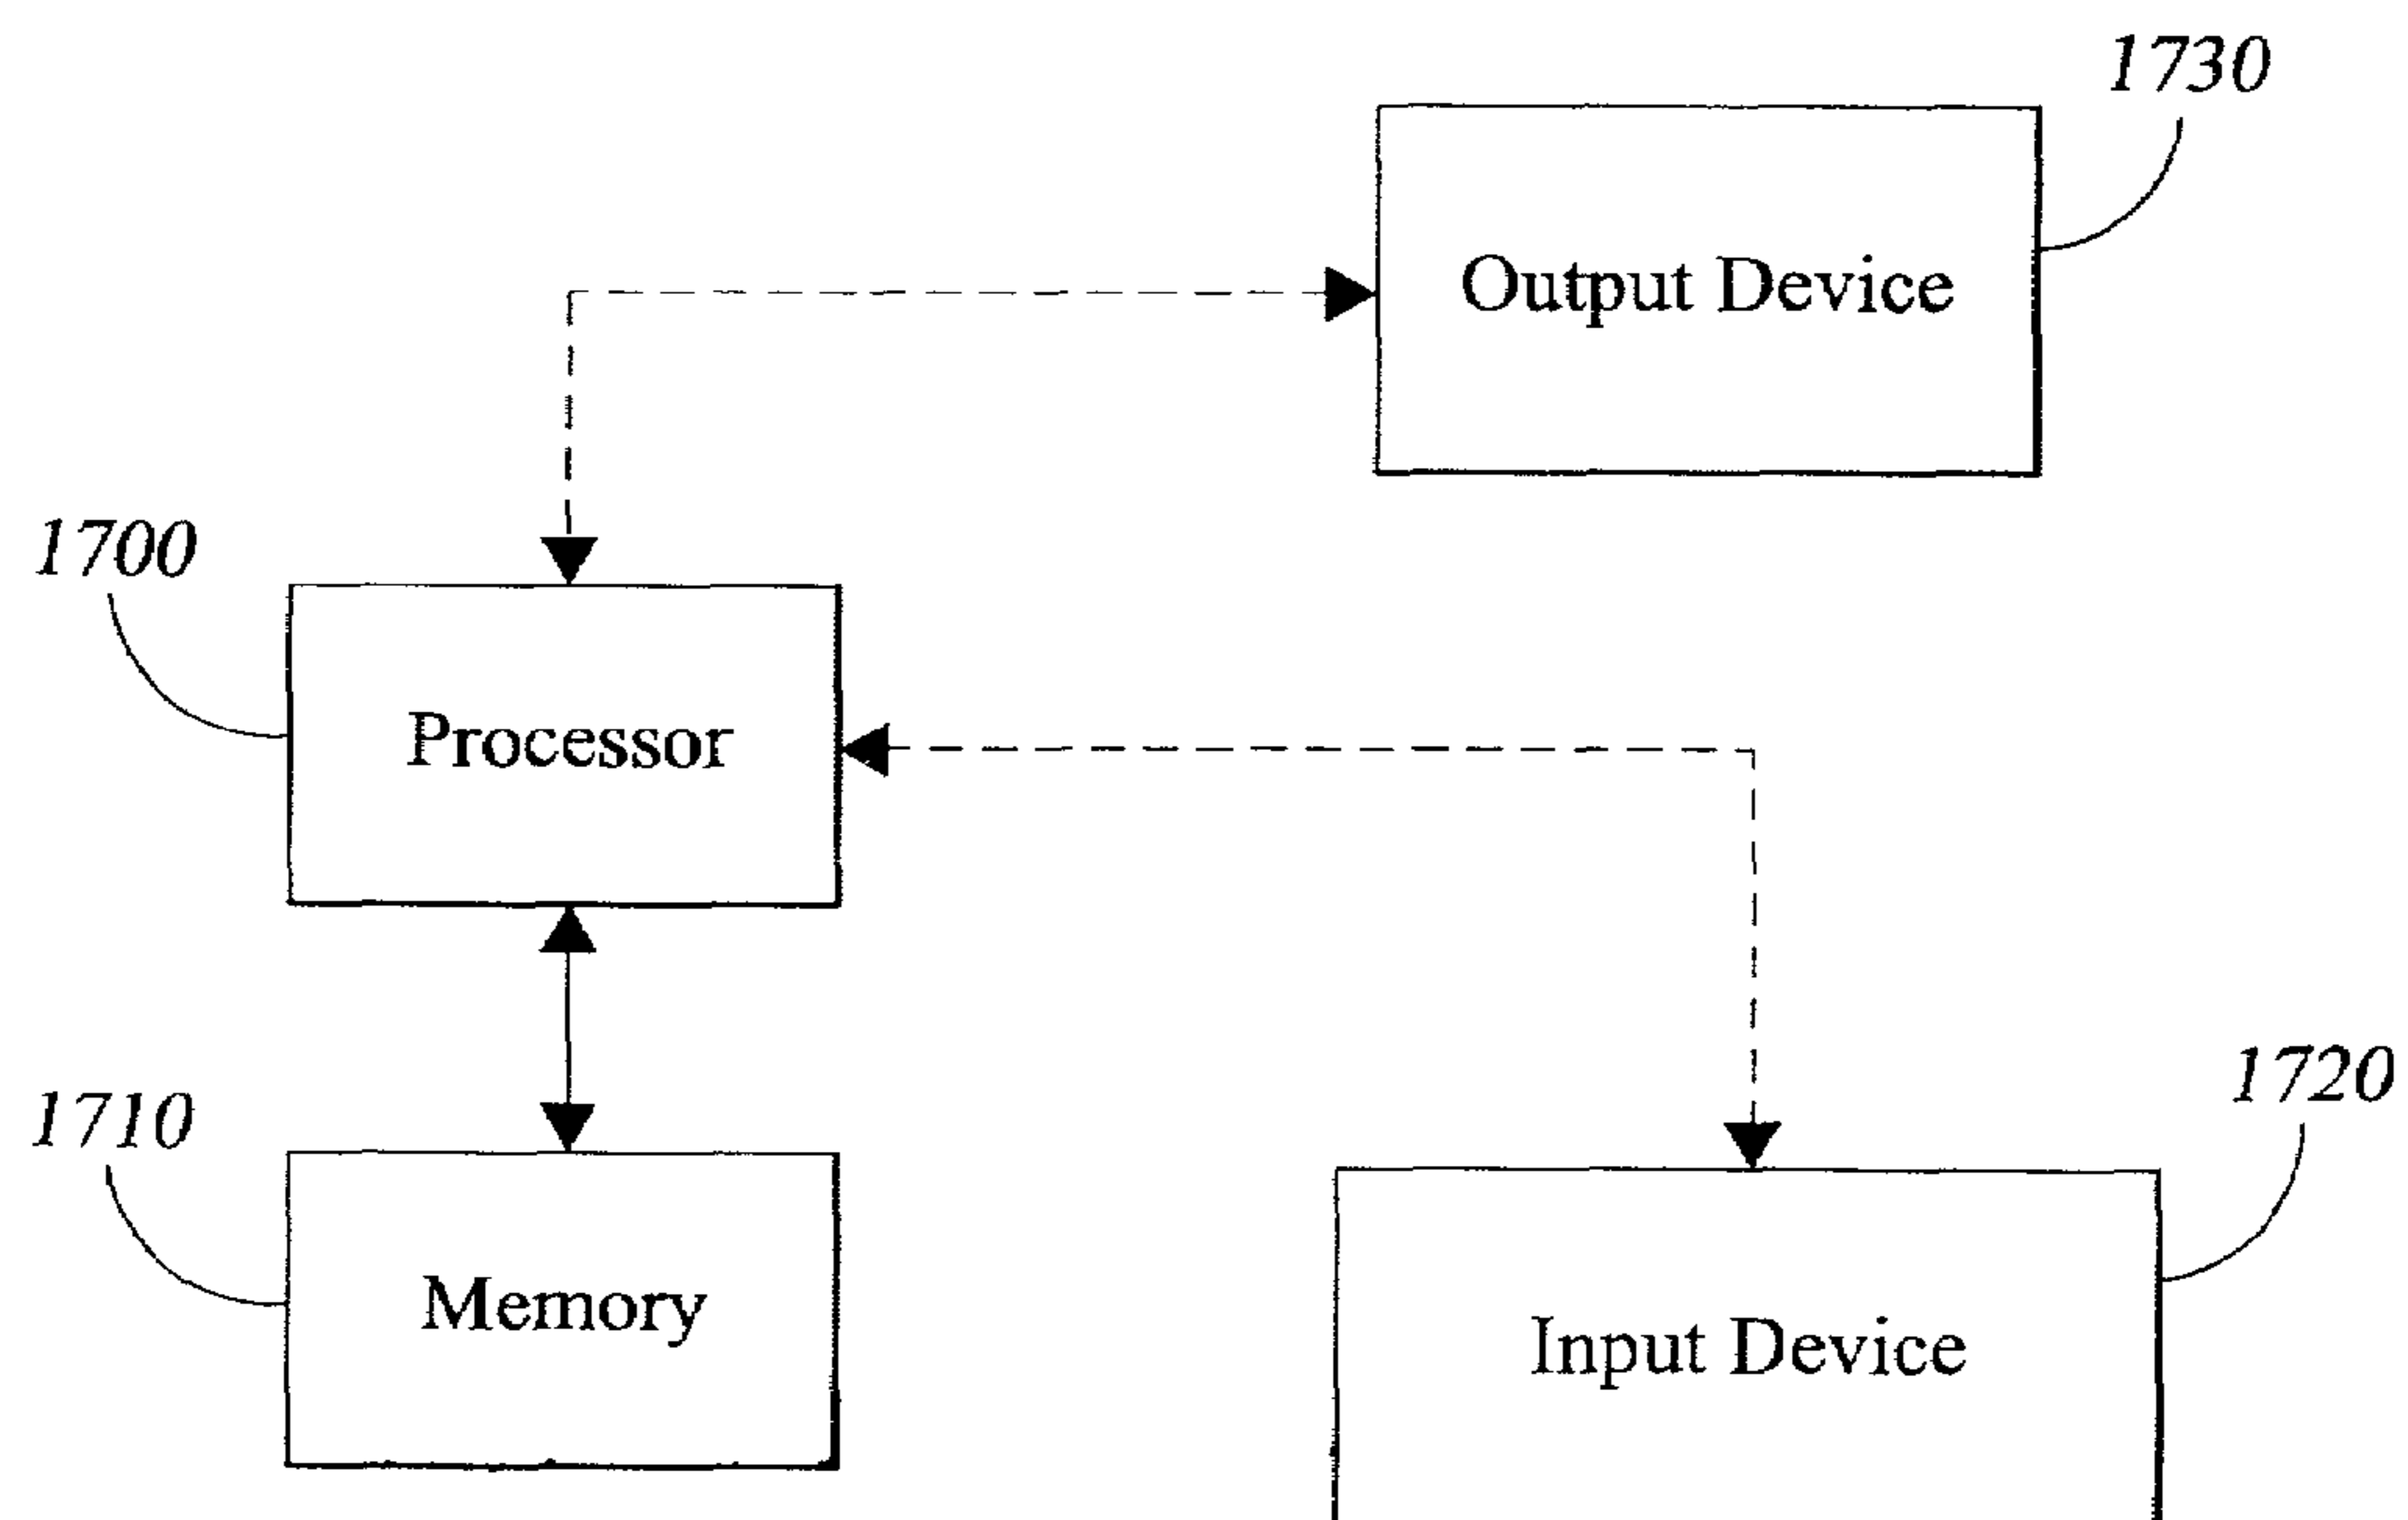 1730
Output Device
1700
Processor
1710
Memory
1720
Input Device